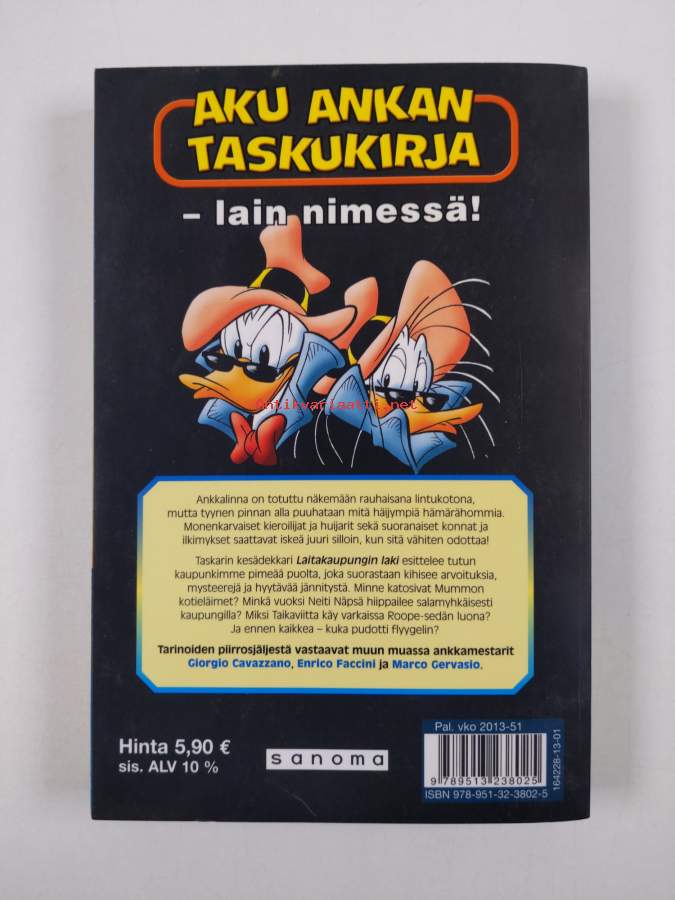 AKU ANKAN
TASKUKIRJA
– lain nimessä!
antikvariaatti.net
Ankkalinna on totuttu näkemään rauhaisana lintukotona,
mutta tyynen pinnan alla puuhataan mitä häijympiä hämärähommia.
Monenkarvaiset kieroilijat ja huijarit sekä suoranaiset konnat ja
ilkimykset saattavat iskeä juuri silloin, kun sitä vähiten odottaa!
Taskarin kesädekkari Laitakaupungin laki esittelee tutun
kaupunkimme pimeää puolta, joka suorastaan kihisee arvoituksia,
mysteerejä ja hyytävää jännitystä. Minne katosivat Mummon
kotieläimet? Minkä vuoksi Neiti Näpsä hiippailee salamyhkäisesti
kaupungilla? Miksi Taikaviitta käy varkaissa Roope-sedän luona?
Ja ennen kaikkea – kuka pudotti flyygelin?
Tarinoiden piirrosjäljestä vastaavat muun muassa ankkamestarit
Giorgio Cavazzano, Enrico Faccini ja Marco Gervasio.
Hinta 5,90 €
sis. ALV 10 %
sanoma
Pal. vko 2013-51
9 789513 238025
ISBN 978-951-32-3802-5
164228-13-01